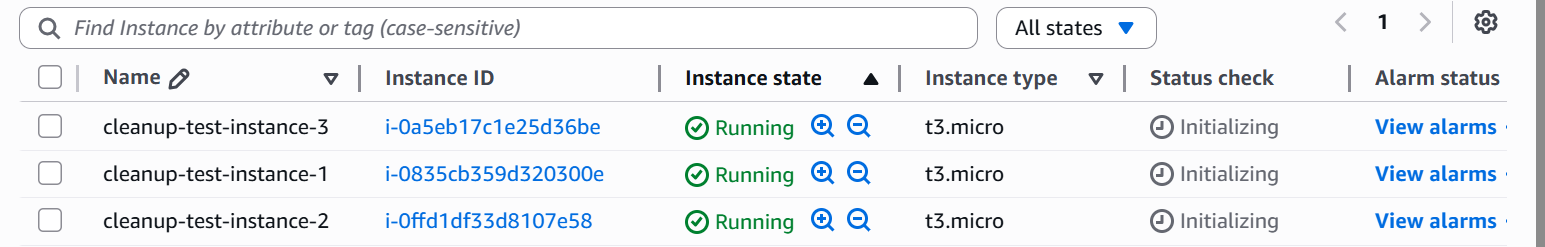 Find Instance by attribute or tag (case-sensitive) All states 1
Name Instance ID Instance state Instance type Status check Alarm status
cleanup-test-instance-3 i-0a5eb17c1e25d36be Running t3.micro Initializing View alarms
cleanup-test-instance-1 i-0835cb359d320300e Running t3.micro Initializing View alarms
cleanup-test-instance-2 i-0ffd1df33d8107e58 Running t3.micro Initializing View alarms